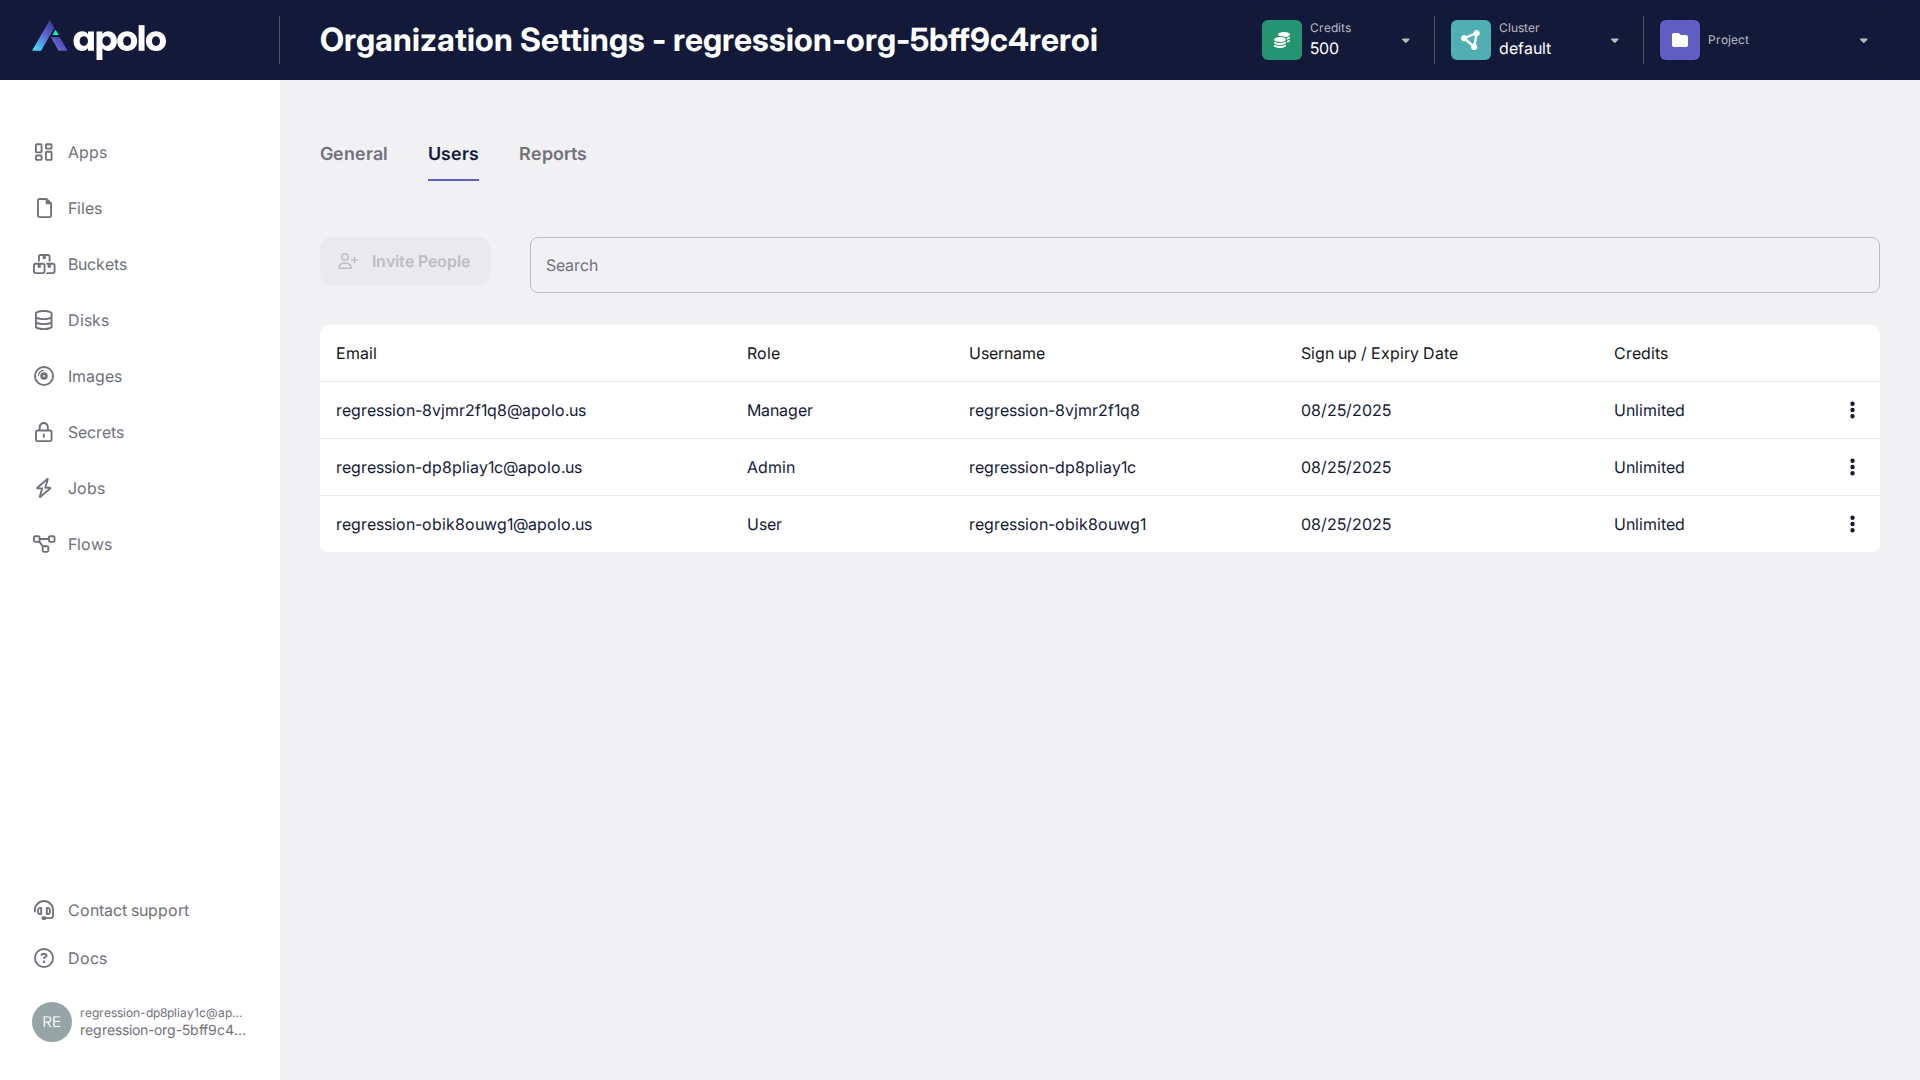 apolo
Organization Settings - regression-org-5bff9c4reroi
Credits
500
Cluster
default
Project
Apps
Files
Buckets
Disks
Images
Secrets
Jobs
Flows
General Users Reports
Invite People
Search
Email Role Username Sign up / Expiry Date Credits
regression-8vjmr2f1q8@apolo.us Manager regression-8vjmr2f1q8 08/25/2025 Unlimited
regression-dp8pliay1c@apolo.us Admin regression-dp8pliay1c 08/25/2025 Unlimited
regression-obik8ouwg1@apolo.us User regression-obik8ouwg1 08/25/2025 Unlimited
Contact support
Docs
RE
regression-dp8pliay1c@ap...
regression-org-5bff9c4...